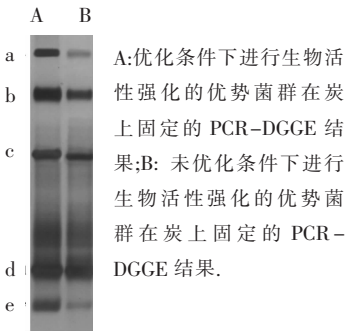 A B
a
b
c
d
e
A:优化条件下进行生物活
性强化的优势菌群在炭
上固定的 PCR-DGGE 结
果;B: 未优化条件下进行
生物活性强化的优势菌
群在炭上固定的 PCR-
DGGE 结果.